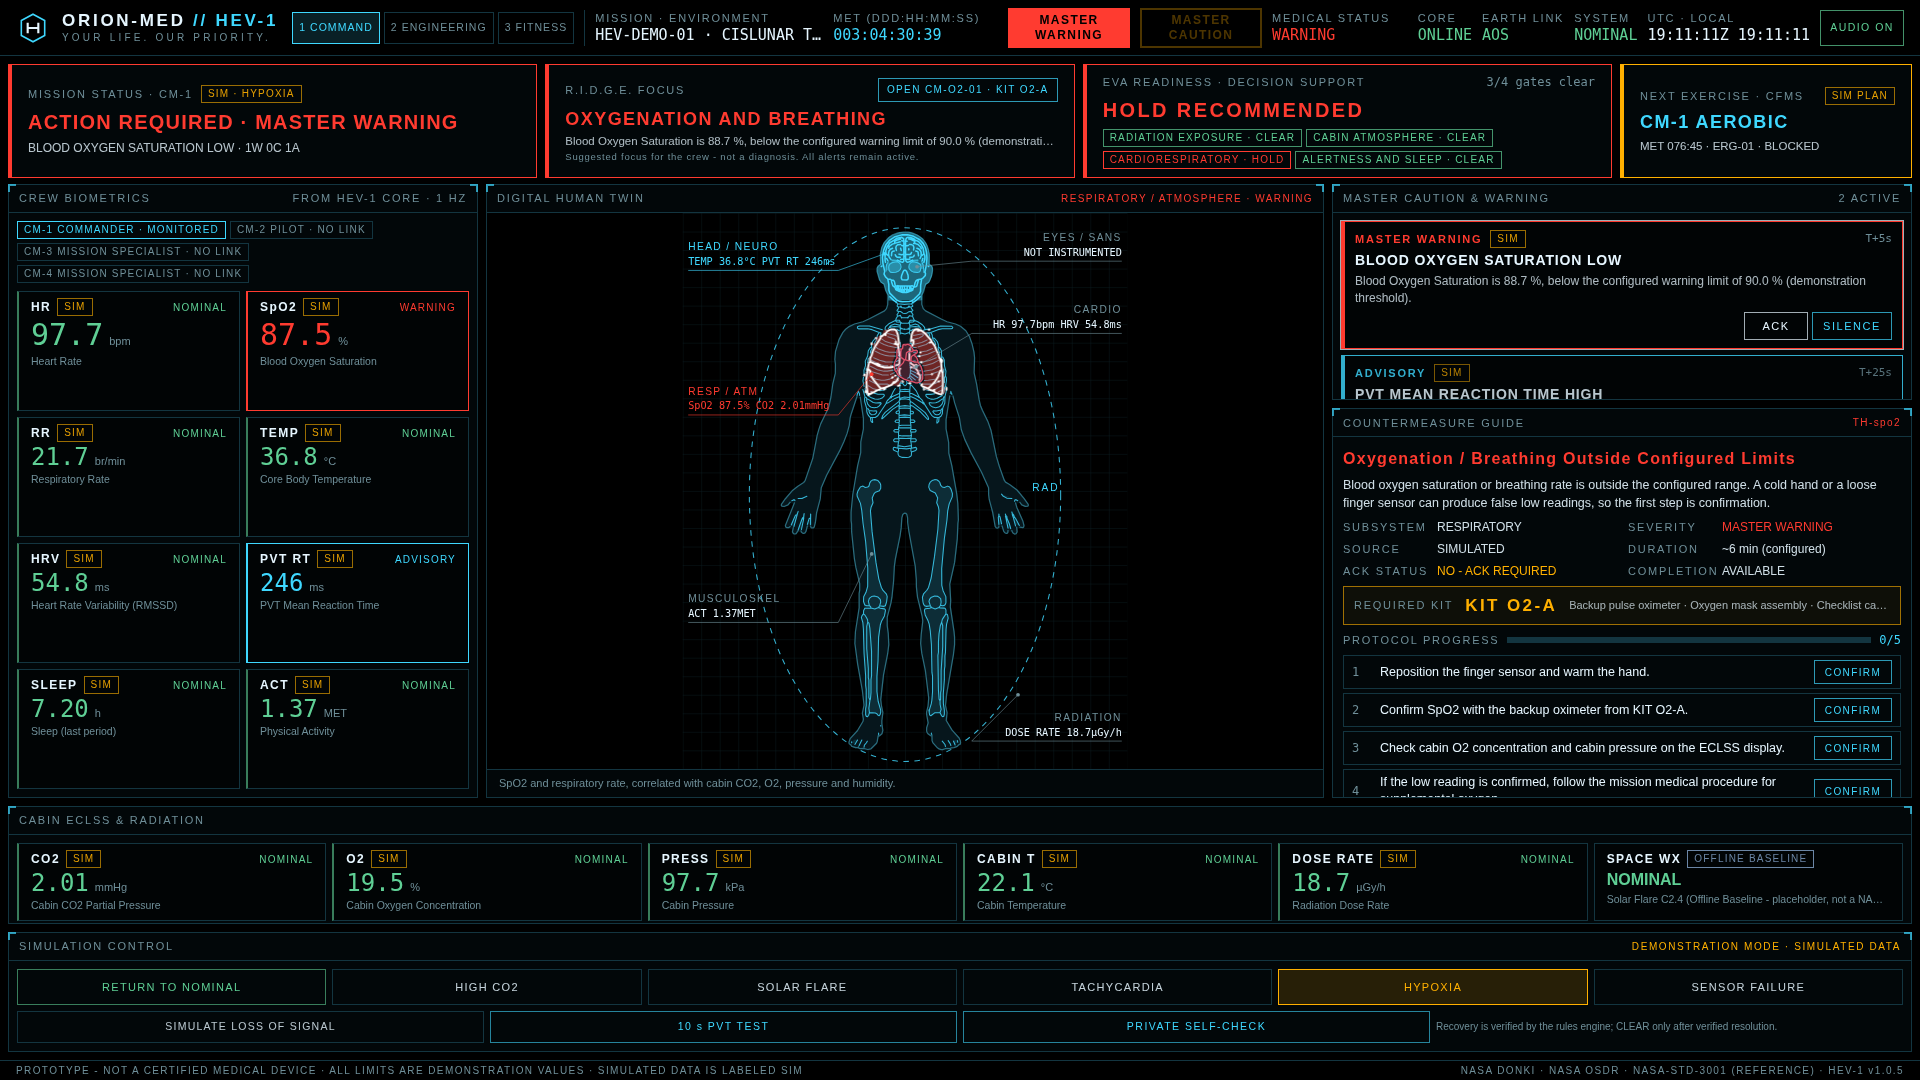 ORION-MED // HEV-1
YOUR LIFE. OUR PRIORITY.
1 COMMAND
2 ENGINEERING
3 FITNESS
MISSION · ENVIRONMENT
HEV-DEMO-01 · CISLUNAR T…
MET (DDD:HH:MM:SS)
003:04:30:39
MASTER
WARNING
MASTER
CAUTION
MEDICAL STATUS
WARNING
CORE
ONLINE
EARTH LINK
AOS
SYSTEM
NOMINAL
UTC · LOCAL
19:11:11Z 19:11:11
AUDIO ON
MISSION STATUS · CM-1
SIM · HYPOXIA
ACTION REQUIRED · MASTER WARNING
BLOOD OXYGEN SATURATION LOW · 1W 0C 1A
R.I.D.G.E. FOCUS
OPEN CM-O2-01 · KIT O2-A
OXYGENATION AND BREATHING
Blood Oxygen Saturation is 88.7 %, below the configured warning limit of 90.0 % (demonstrati…
Suggested focus for the crew - not a diagnosis. All alerts remain active.
EVA READINESS · DECISION SUPPORT
3/4 gates clear
HOLD RECOMMENDED
RADIATION EXPOSURE · CLEAR
CABIN ATMOSPHERE · CLEAR
CARDIORESPIRATORY · HOLD
ALERTNESS AND SLEEP · CLEAR
NEXT EXERCISE · CFMS
SIM PLAN
CM-1 AEROBIC
MET 076:45 · ERG-01 · BLOCKED
CREW BIOMETRICS
FROM HEV-1 CORE · 1 HZ
CM-1 COMMANDER · MONITORED
CM-2 PILOT · NO LINK
CM-3 MISSION SPECIALIST · NO LINK
CM-4 MISSION SPECIALIST · NO LINK
HR SIM NOMINAL
97.7 bpm
Heart Rate
SpO2 SIM WARNING
87.5 %
Blood Oxygen Saturation
RR SIM NOMINAL
21.7 br/min
Respiratory Rate
TEMP SIM NOMINAL
36.8 °C
Core Body Temperature
HRV SIM NOMINAL
54.8 ms
Heart Rate Variability (RMSSD)
PVT RT SIM ADVISORY
246 ms
PVT Mean Reaction Time
SLEEP SIM NOMINAL
7.20 h
Sleep (last period)
ACT SIM NOMINAL
1.37 MET
Physical Activity
DIGITAL HUMAN TWIN
RESPIRATORY / ATMOSPHERE · WARNING
HEAD / NEURO
TEMP 36.8°C PVT RT 246ms
EYES / SANS
NOT INSTRUMENTED
CARDIO
HR 97.7bpm HRV 54.8ms
RESP / ATM
SpO2 87.5% CO2 2.01mmHg
RAD
MUSCULOSKEL
ACT 1.37MET
RADIATION
DOSE RATE 18.7µGy/h
SpO2 and respiratory rate, correlated with cabin CO2, O2, pressure and humidity.
MASTER CAUTION & WARNING
2 ACTIVE
MASTER WARNING SIM T+5s
BLOOD OXYGEN SATURATION LOW
Blood Oxygen Saturation is 88.7 %, below the configured warning limit of 90.0 % (demonstration
threshold).
ACK
SILENCE
ADVISORY SIM T+25s
PVT MEAN REACTION TIME HIGH
COUNTERMEASURE GUIDE
TH-spo2
Oxygenation / Breathing Outside Configured Limits
Blood oxygen saturation or breathing rate is outside the configured range. A cold hand or a loose
finger sensor can produce false low readings, so the first step is confirmation.
SUBSYSTEM RESPIRATORY
SEVERITY MASTER WARNING
SOURCE SIMULATED
DURATION ~6 min (configured)
ACK STATUS NO - ACK REQUIRED
COMPLETION AVAILABLE
REQUIRED KIT KIT O2-A Backup pulse oximeter · Oxygen mask assembly · Checklist ca…
PROTOCOL PROGRESS 0/5
1 Reposition the finger sensor and warm the hand. CONFIRM
2 Confirm SpO2 with the backup oximeter from KIT O2-A. CONFIRM
3 Check cabin O2 concentration and cabin pressure on the ECLSS display. CONFIRM
4 If the low reading is confirmed, follow the mission medical procedure for CONFIRM
CABIN ECLSS & RADIATION
CO2 SIM NOMINAL
2.01 mmHg
Cabin CO2 Partial Pressure
O2 SIM NOMINAL
19.5 %
Cabin Oxygen Concentration
PRESS SIM NOMINAL
97.7 kPa
Cabin Pressure
CABIN T SIM NOMINAL
22.1 °C
Cabin Temperature
DOSE RATE SIM NOMINAL
18.7 µGy/h
Radiation Dose Rate
SPACE WX OFFLINE BASELINE
NOMINAL
Solar Flare C2.4 (Offline Baseline - placeholder, not a NA…
SIMULATION CONTROL
DEMONSTRATION MODE · SIMULATED DATA
RETURN TO NOMINAL
HIGH CO2
SOLAR FLARE
TACHYCARDIA
HYPOXIA
SENSOR FAILURE
SIMULATE LOSS OF SIGNAL
10 s PVT TEST
PRIVATE SELF-CHECK
Recovery is verified by the rules engine; CLEAR only after verified resolution.
PROTOTYPE - NOT A CERTIFIED MEDICAL DEVICE · ALL LIMITS ARE DEMONSTRATION VALUES · SIMULATED DATA IS LABELED SIM
NASA DONKI · NASA OSDR · NASA-STD-3001 (REFERENCE) · HEV-1 v1.0.5